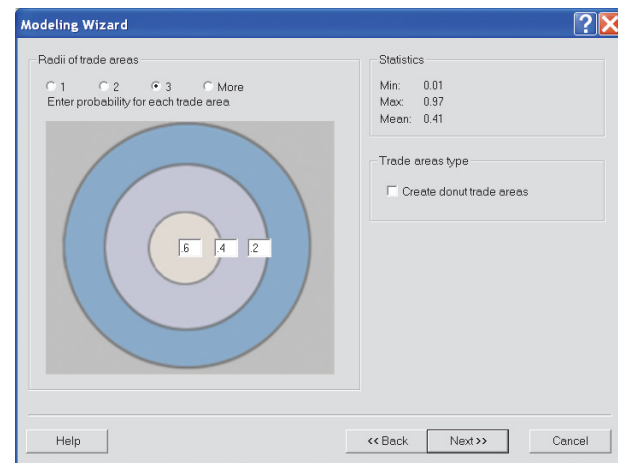 Modeling Wizard
Radii of trade areas
1 2 3 More
Enter probability for each trade area
.6 .4 .2
Statistics
Min: 0.01
Max: 0.97
Mean: 0.41
Trade areas type
Create donut trade areas
Help
<< Back
Next >>
Cancel